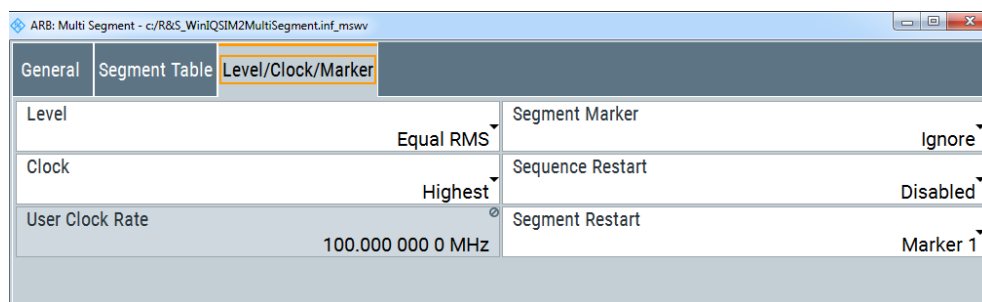 ARB: Multi Segment - c:/R&S_WinIQSIM2MultiSegment.inf_mswv
General Segment Table Level/Clock/Marker
Level
Equal RMS
Segment Marker
Ignore
Clock
Highest
Sequence Restart
Disabled
User Clock Rate
100.000 000 0 MHz
Segment Restart
Marker 1